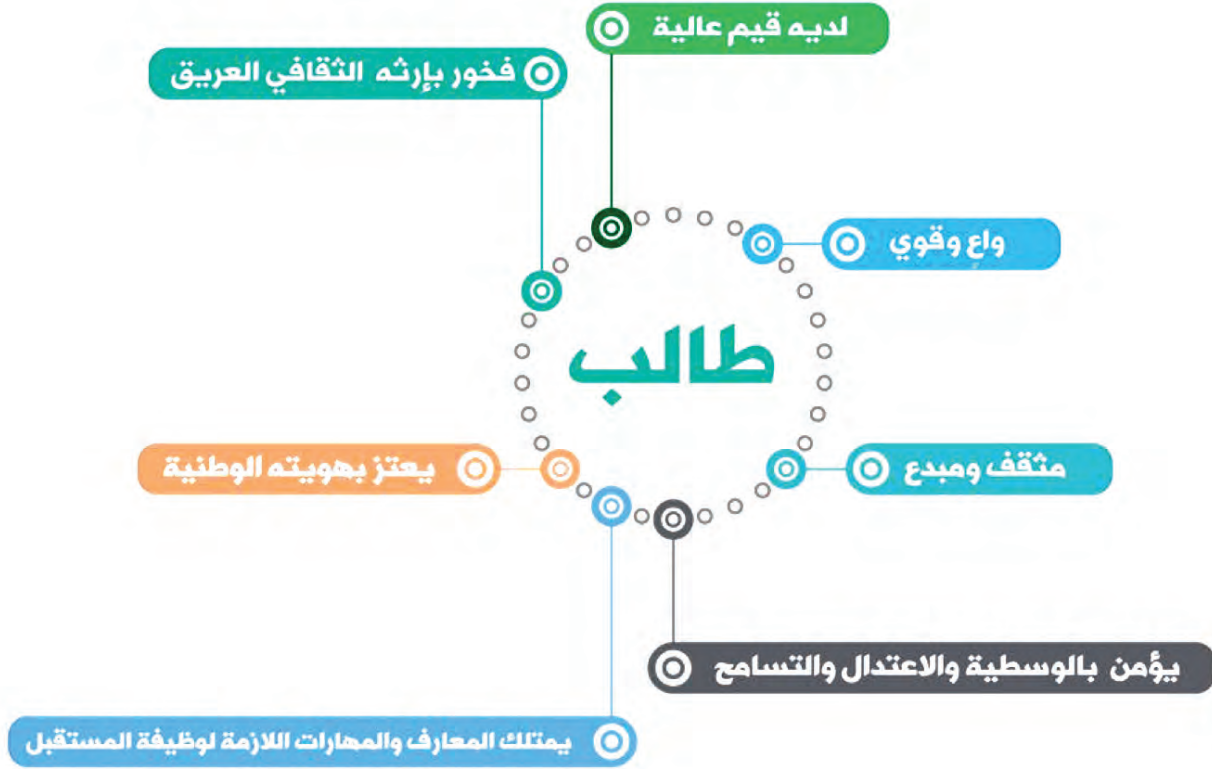 لديه قيم عالية
فخور بإرثه الثقافي العريق
واع وقوي
طالب
مثقف ومبدع
يعتز بهويته الوطنية
يؤمن بالوسطية والاعتدال والتسامح
يمتلك المعارف والمهارات اللازمة لوظيفة المستقبل